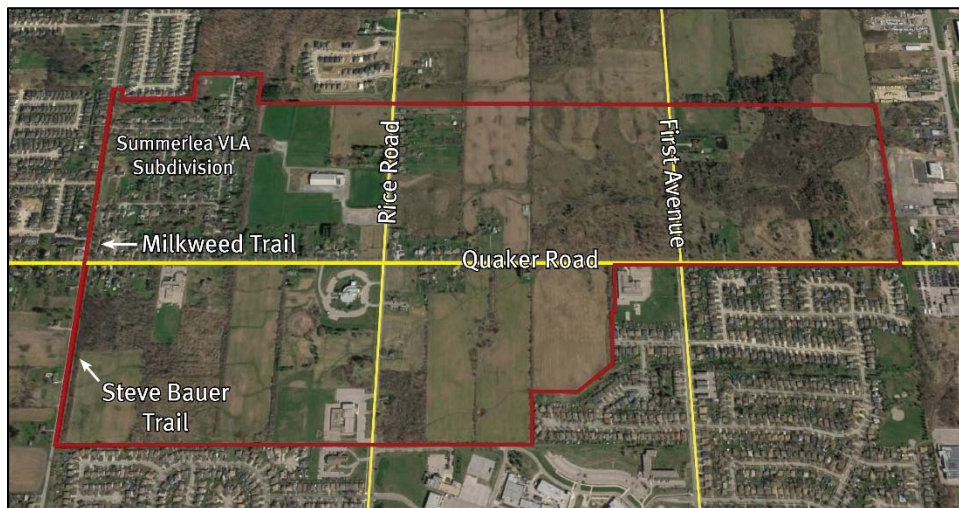 Summerlea VLA
Subdivision
Rice Road
First Avenue
Milkweed Trail
Quaker Road
Steve Bauer
Trail